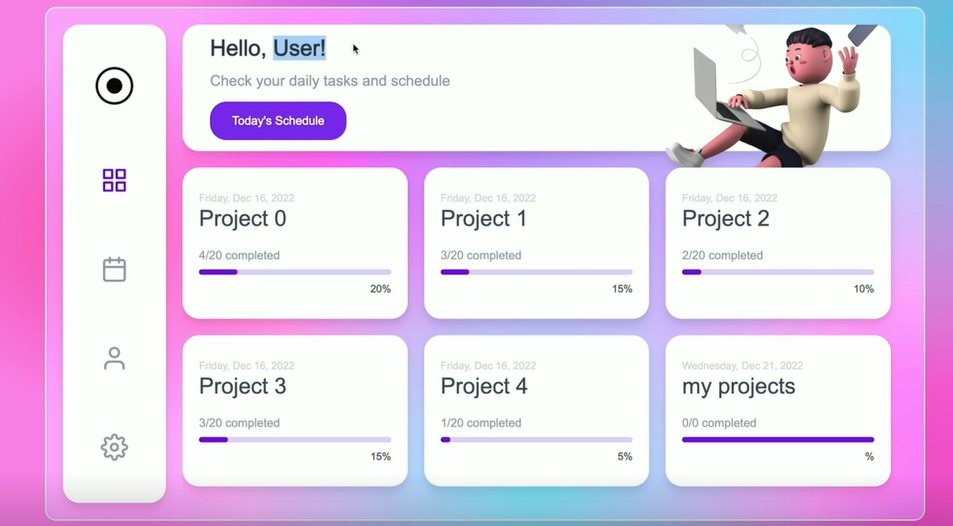 Hello, User!
Check your daily tasks and schedule
Today's Schedule
Friday, Dec 16, 2022
Project 0
4/20 completed
20%
Friday, Dec 16, 2022
Project 1
3/20 completed
15%
Friday, Dec 16, 2022
Project 2
2/20 completed
10%
Friday, Dec 16, 2022
Project 3
3/20 completed
15%
Friday, Dec 16, 2022
Project 4
1/20 completed
5%
Wednesday, Dec 21, 2022
my projects
0/0 completed
%